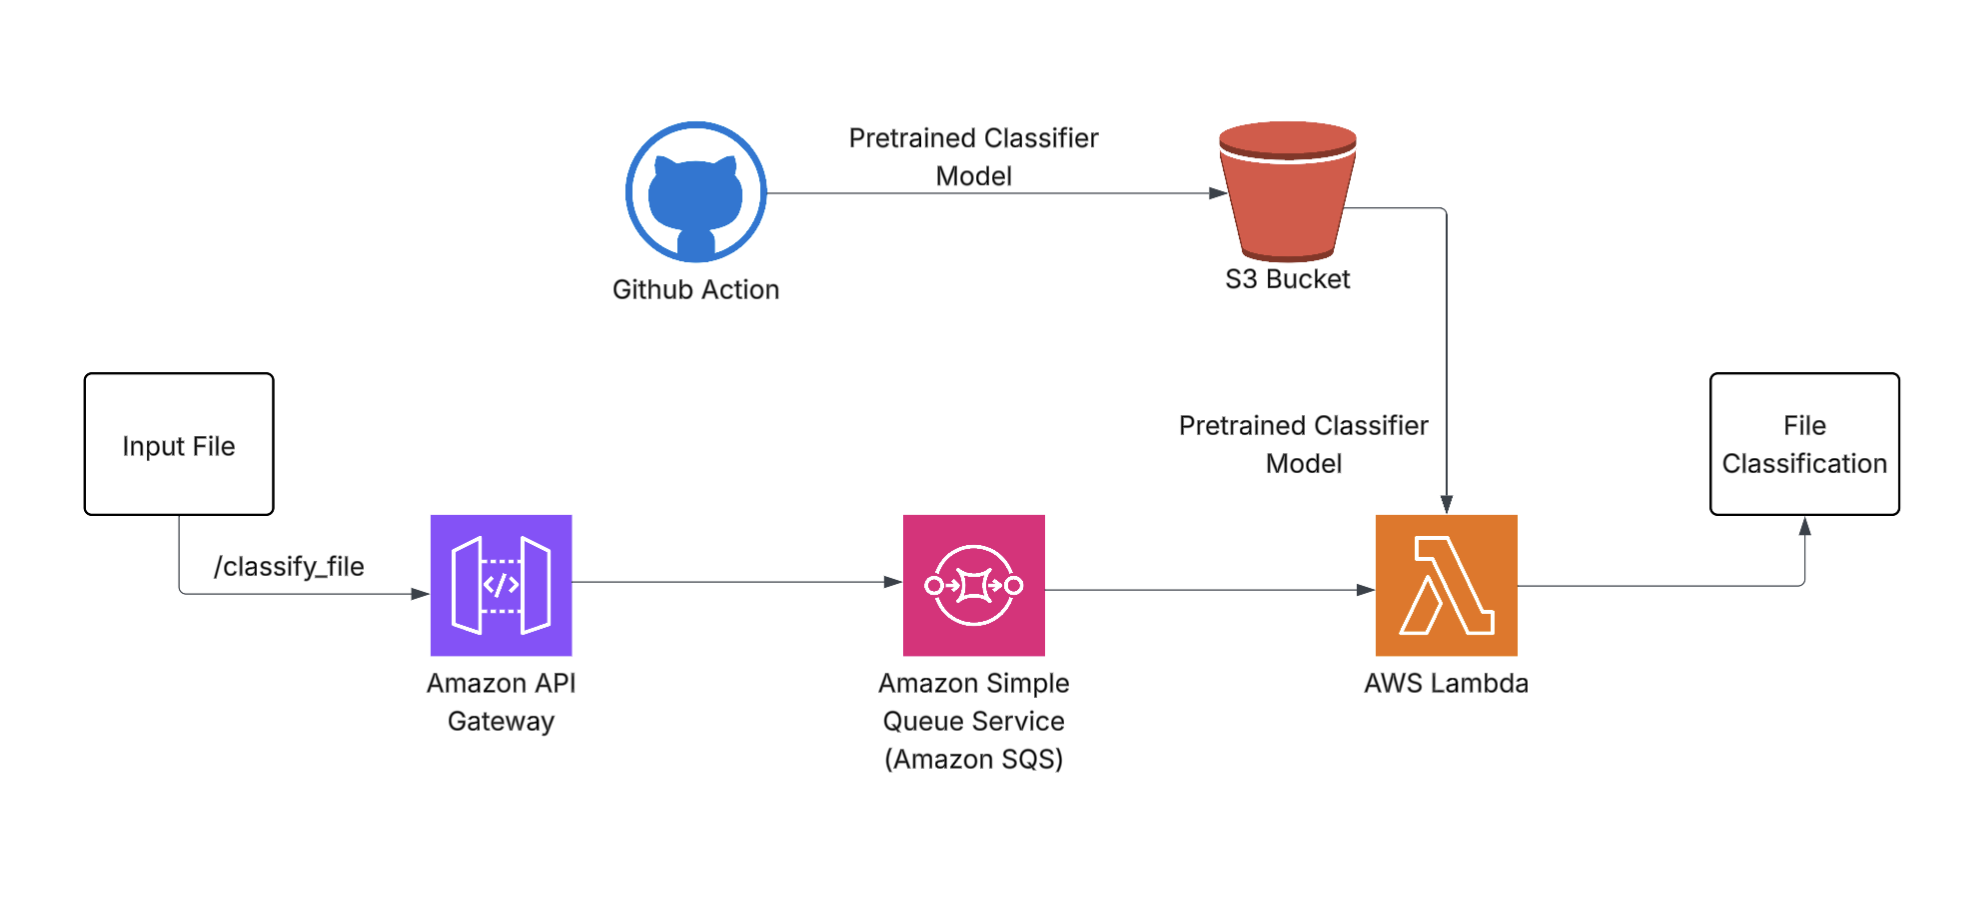 Pretrained Classifier
Model
Github Action
S3 Bucket
Input File
Pretrained Classifier
Model
File
Classification
/classify_file
</>
Amazon API
Gateway
Amazon Simple
Queue Service
(Amazon SQS)
AWS Lambda